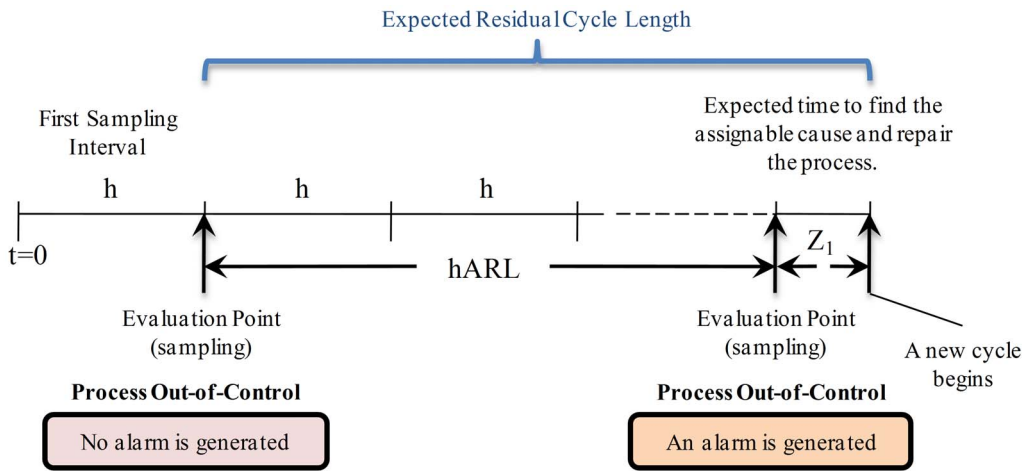 Expected Residual Cycle Length
First Sampling
Interval
Expected time to find the
assignable cause and repair
the process.
h
h
h
t=0
hARL
Z1
Evaluation Point
(sampling)
Evaluation Point
(sampling)
A new cycle
begins
Process Out-of-Control
Process Out-of-Control
No alarm is generated
An alarm is generated